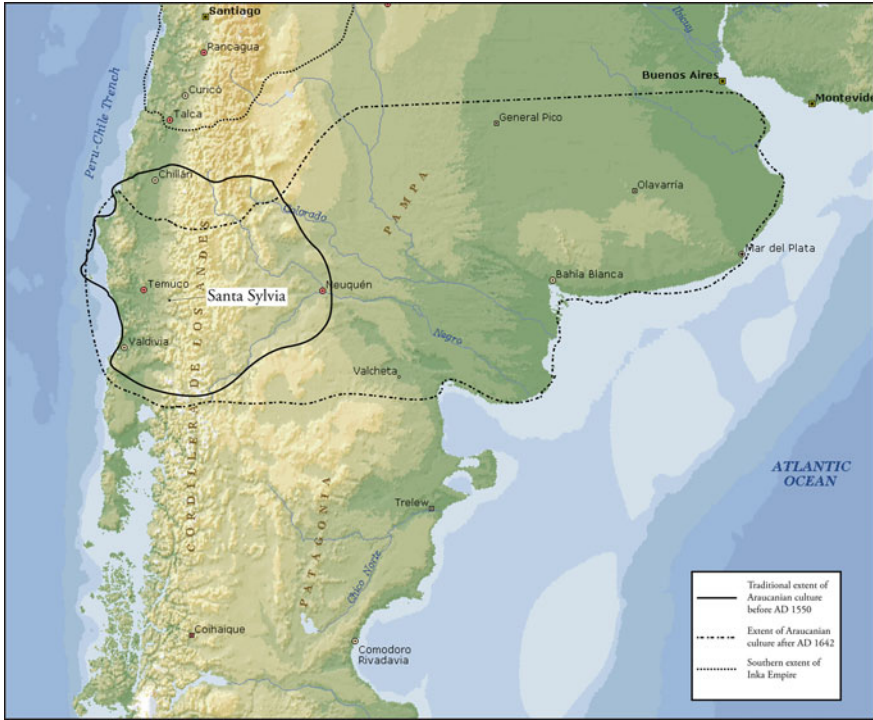 Santiago
Rancagua
Curicó
Talca
Peru-Chile Trench
Ibicuy
Buenos Aires
Montevide
General Pico
Chillán
Colorado
PAMPA
Olavarría
Mar del Plata
Bahía Blanca
Temuco
Santa Sylvia
Neuquén
Negro
Valdivia
Valcheta
CORDILLERA DE LOS ANDES
PATAGONIA
Trelew
Chico Norte
ATLANTIC
OCEAN
Coihaique
Comodoro
Rivadavia
Traditional extent of
Araucanian culture
before AD 1550
Extent of Araucanian
culture after AD 1642
Southern extent of
Inka Empire